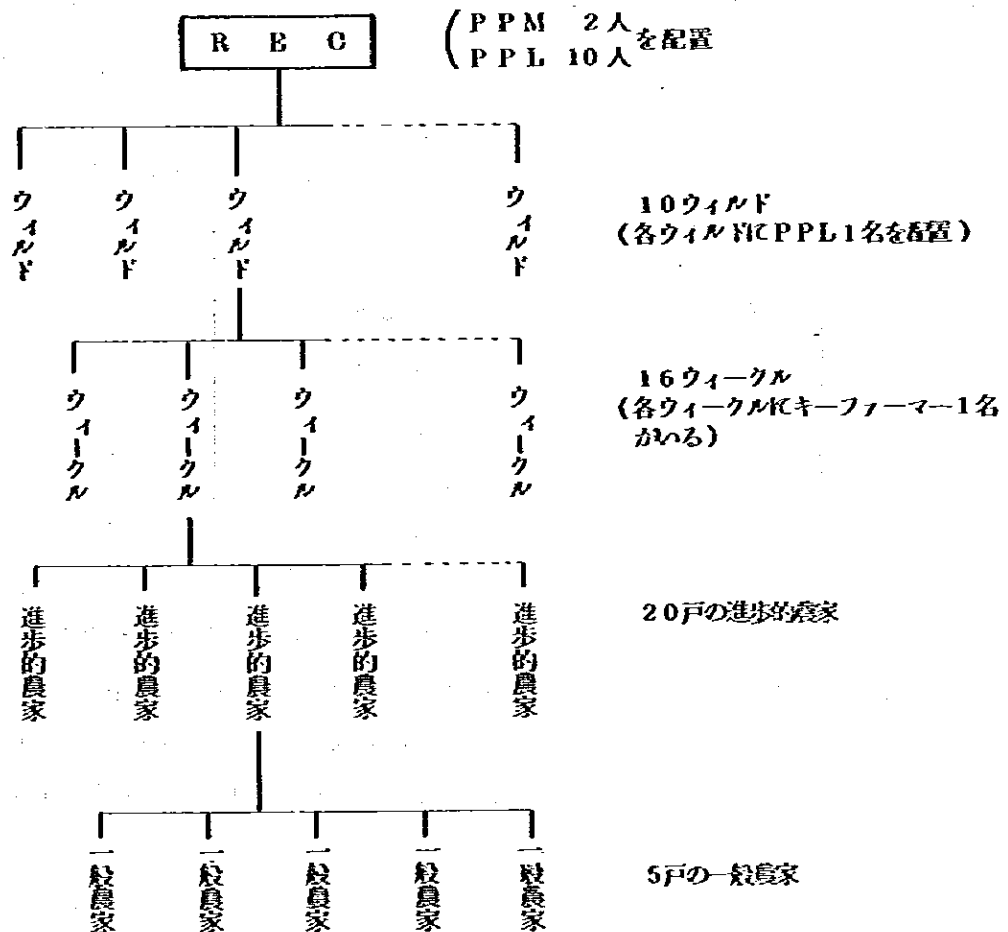 R E C
PPM 2人
PPL 10人
を配置
ウィルド
ウィルド
ウィルド
ウィルド
10ウィルド
(各ウィルドにPPL1名を配置)
ウィークル
ウィークル
ウィークル
ウィークル
16ウィークル
(各ウィークルにキーファーマー1名
がいる)
進歩的農家
進歩的農家
進歩的農家
進歩的農家
進歩的農家
20戸の進歩的農家
一般農家
一般農家
一般農家
一般農家
一般農家
5戸の一般農家